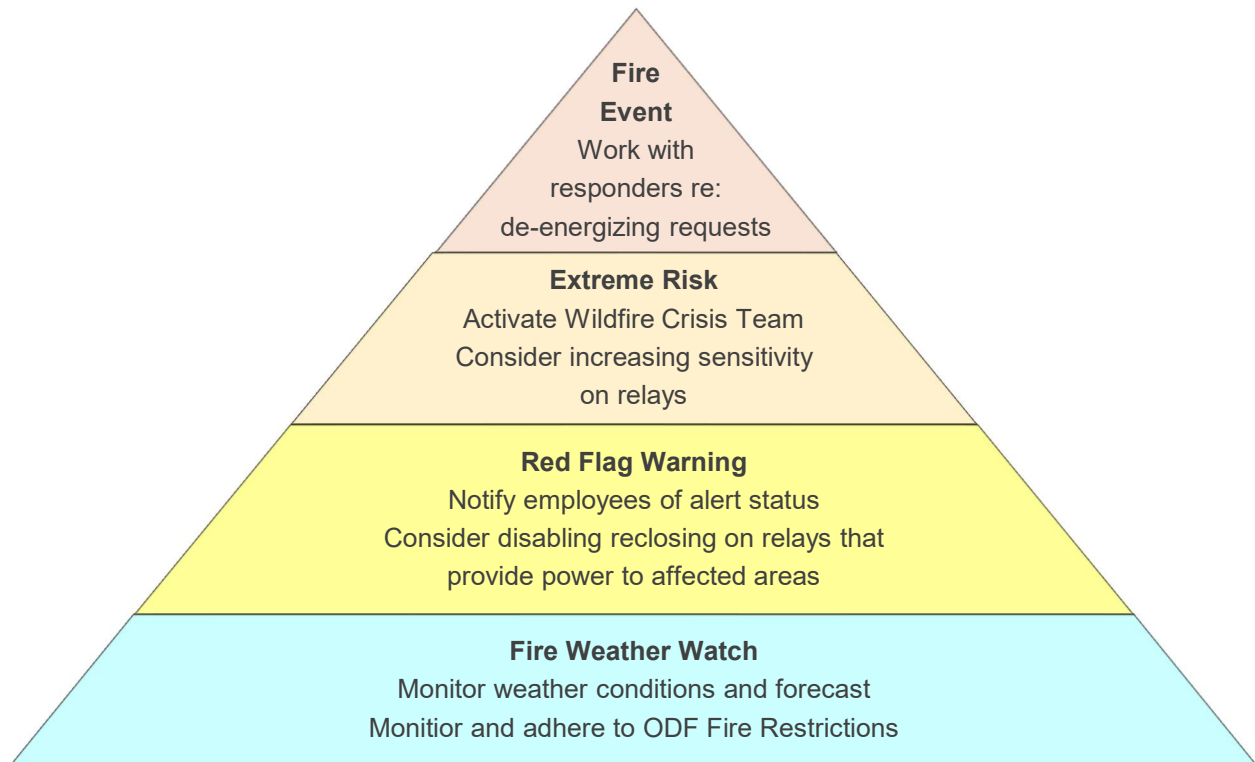 Fire
Event
Work with
responders re:
de-energizing requests
Extreme Risk
Activate Wildfire Crisis Team
Consider increasing sensitivity
on relays
Red Flag Warning
Notify employees of alert status
Consider disabling reclosing on relays that
provide power to affected areas
Fire Weather Watch
Monitor weather conditions and forecast
Monitior and adhere to ODF Fire Restrictions